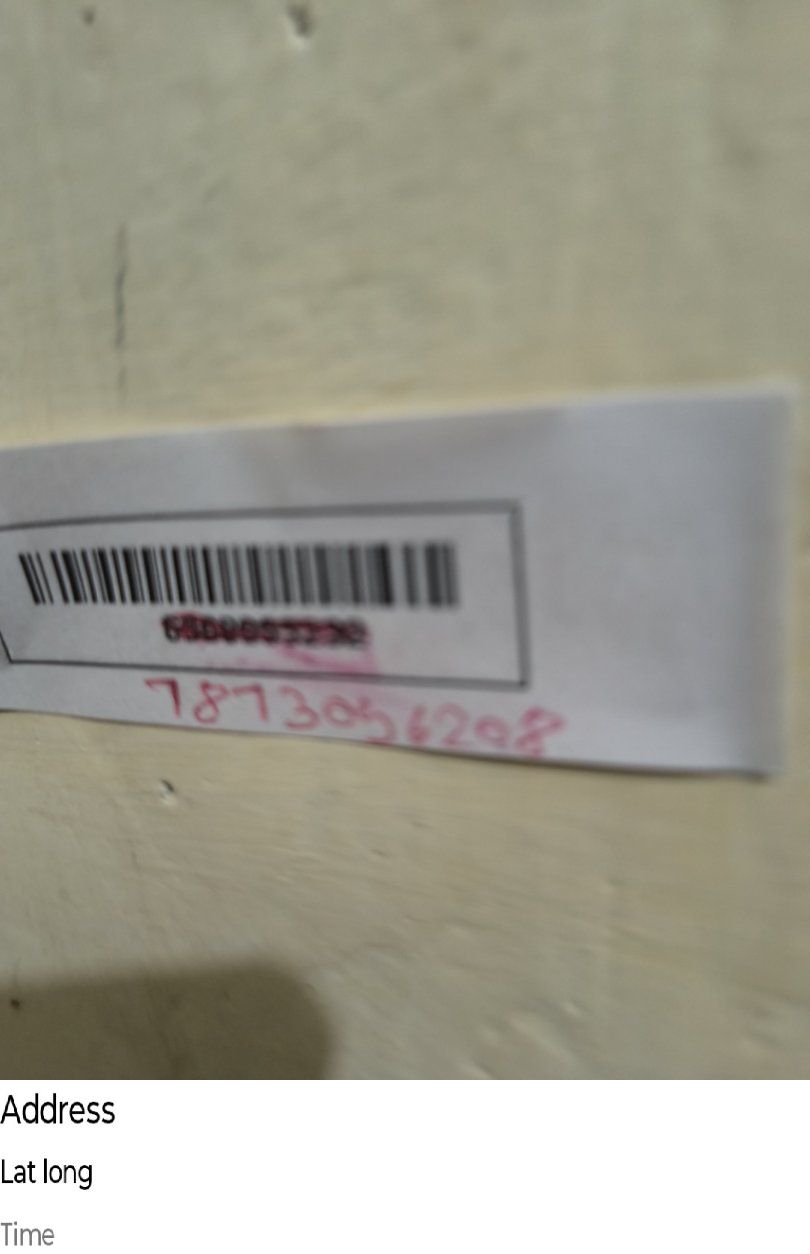 7873056208
Address
Lat long
Time